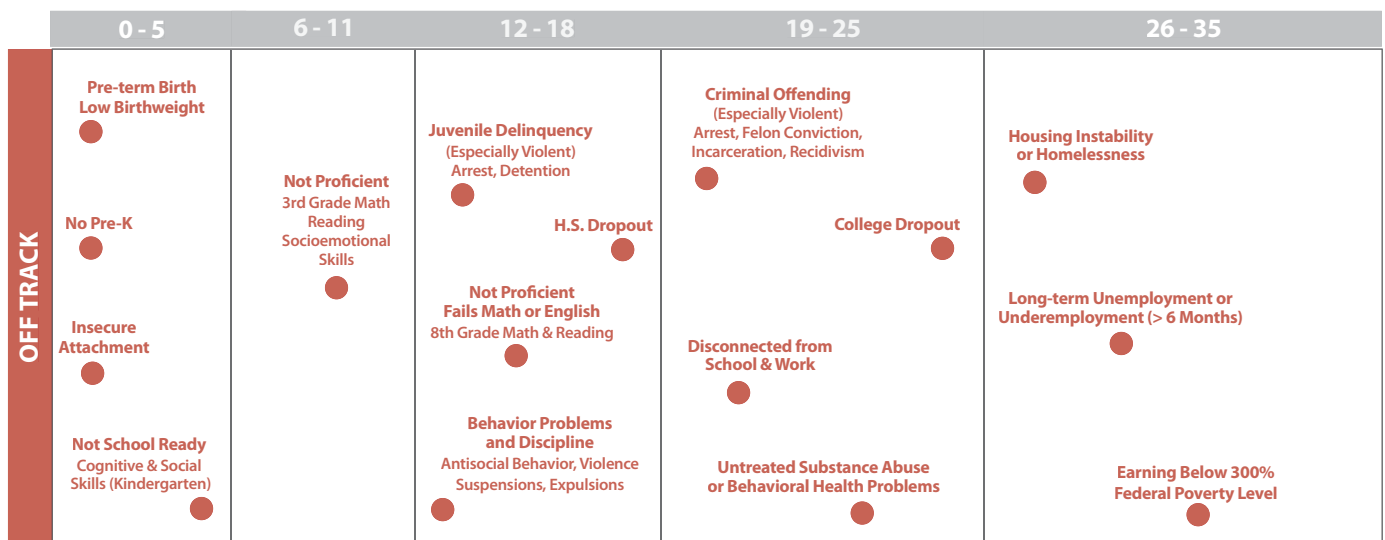 0 - 5
6 - 11
12 - 18
19 - 25
26 - 35
OFF TRACK
Pre-term Birth
Low Birthweight
No Pre-K
Insecure
Attachment
Not School Ready
Cognitive & Social
Skills (Kindergarten)
Not Proficient
3rd Grade Math
Reading
Socioemotional
Skills
Juvenile Delinquency
(Especially Violent)
Arrest, Detention
H.S. Dropout
Not Proficient
Fails Math or English
8th Grade Math & Reading
Behavior Problems
and Discipline
Antisocial Behavior, Violence
Suspensions, Expulsions
Criminal Offending
(Especially Violent)
Arrest, Felon Conviction,
Incarceration, Recidivism
College Dropout
Disconnected from
School & Work
Untreated Substance Abuse
or Behavioral Health Problems
Housing Instability
or Homelessness
Long-term Unemployment or
Underemployment (> 6 Months)
Earning Below 300%
Federal Poverty Level